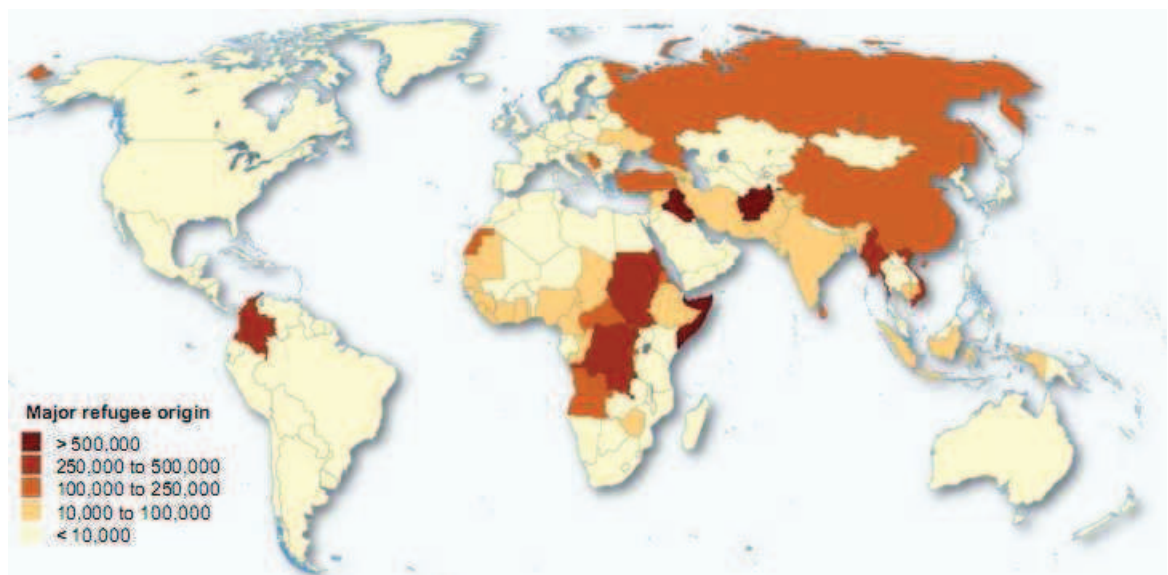 Major refugee origin
> 500,000
250,000 to 500,000
100,000 to 250,000
10,000 to 100,000
< 10,000